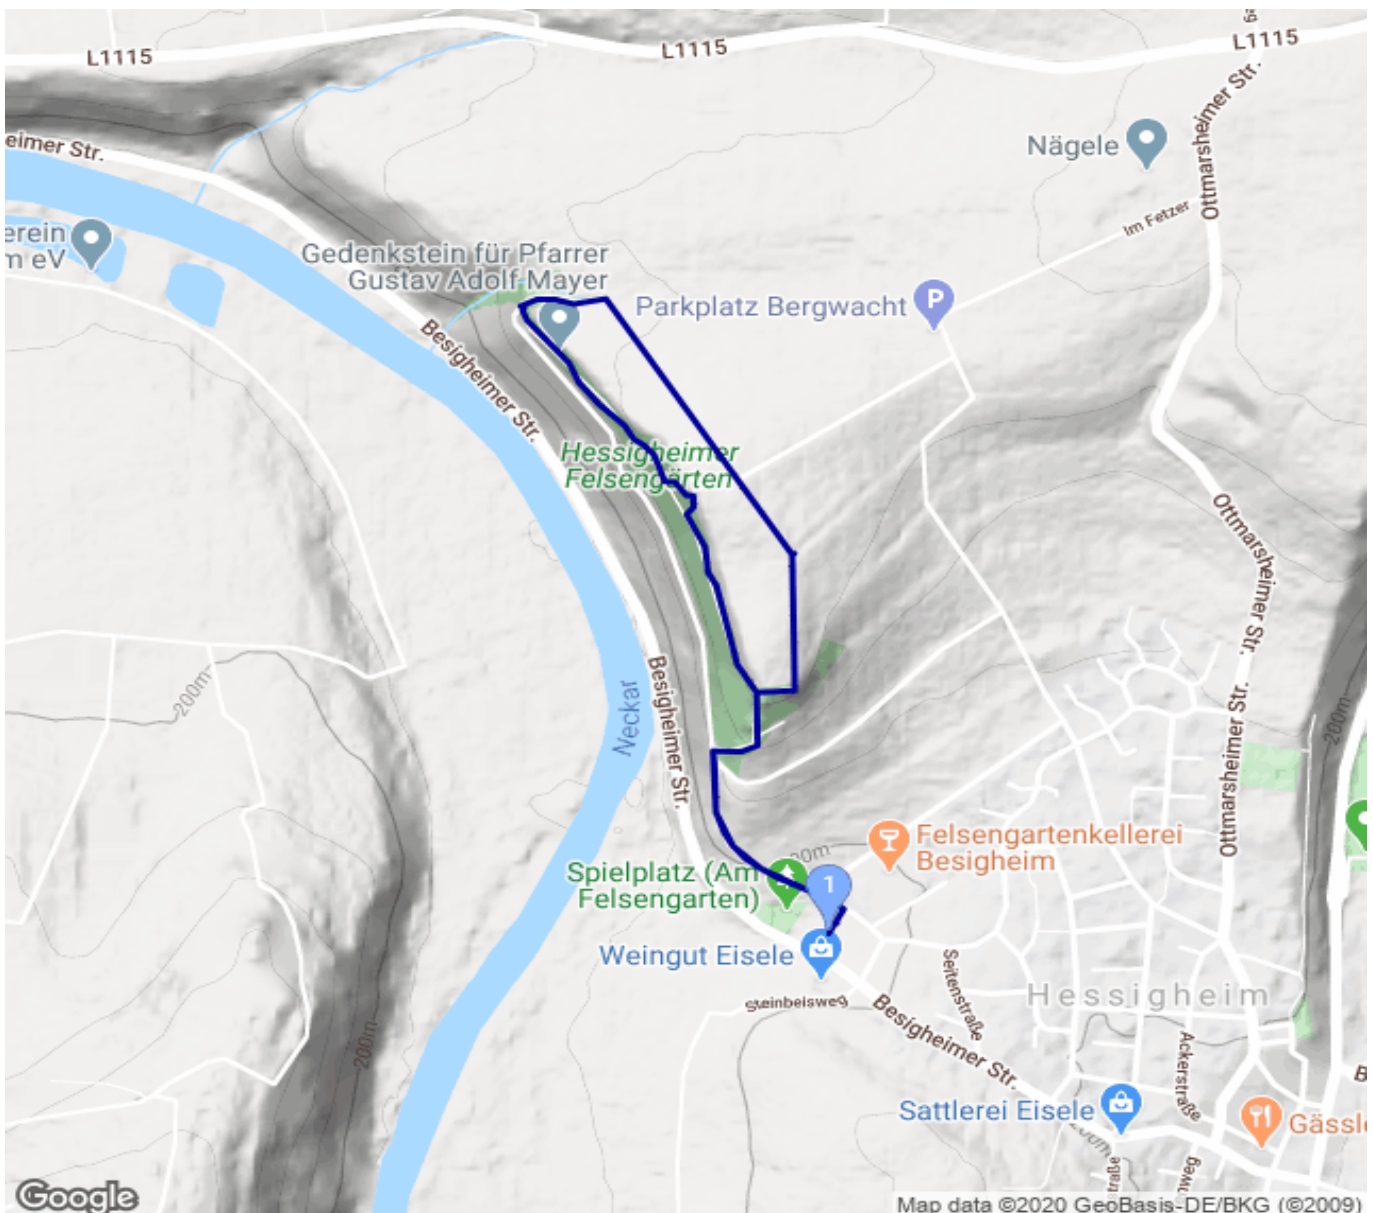 L1115
L1115
L1115
eimer Str.
Ottmarsheimer Str.
Nägele
Im Fetzer
erein
m eV
Gedenkstein für Pfarrer
Gustav Adolf Mayer
Parkplatz Bergwacht
P
Besigheimer Str.
Hessigheimer
Felsengärten
Ottmarsheimer Str.
200m
Neckar
Besigheimer Str.
Ottmarsheimer Str.
200m
Felsengartenkellerei
Besigheim
00m
Spielplatz (Am
Felsengarten)
1
Weingut Eisele
Seitenstraße
Steinbeisweg
Hessigheim
Besigheimer Str.
200m
Ackerstraße
B
Sattlerei Eisele
200m
Gässle
Google
Map data ©2020 GeoBasis-DE/BKG (©2009)